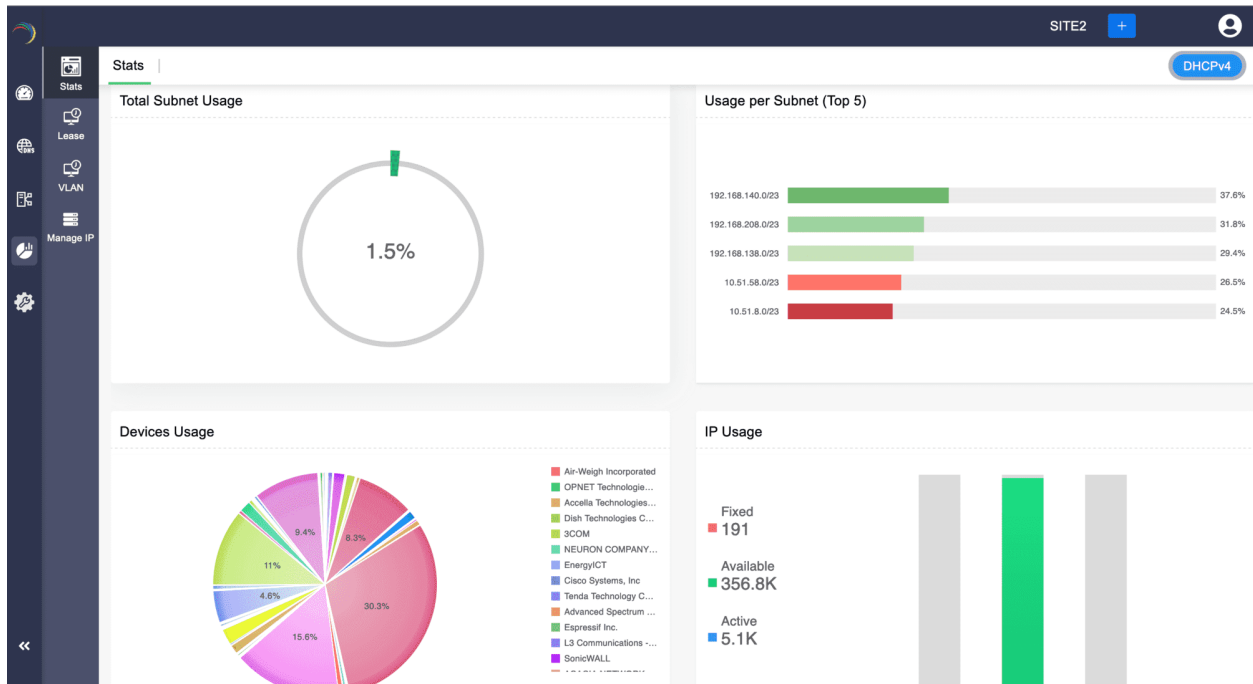 SITE2
+
Stats
DHCPv4
DNS
Stats
Lease
VLAN
Manage IP
Total Subnet Usage
1.5%
Usage per Subnet (Top 5)
192.168.140.0/23 37.6%
192.168.208.0/23 31.8%
192.168.138.0/23 29.4%
10.51.58.0/23 26.5%
10.51.8.0/23 24.5%
Devices Usage
9.4%
8.3%
11%
4.6%
30.3%
15.6%
Air-Weigh Incorporated
OPNET Technologie...
Accella Technologies...
Dish Technologies C...
3COM
NEURON COMPANY...
EnergyICT
Cisco Systems, Inc
Tenda Technology C...
Advanced Spectrum ...
Espressif Inc.
L3 Communications -...
SonicWALL
IP Usage
Fixed
191
Available
356.8K
Active
5.1K